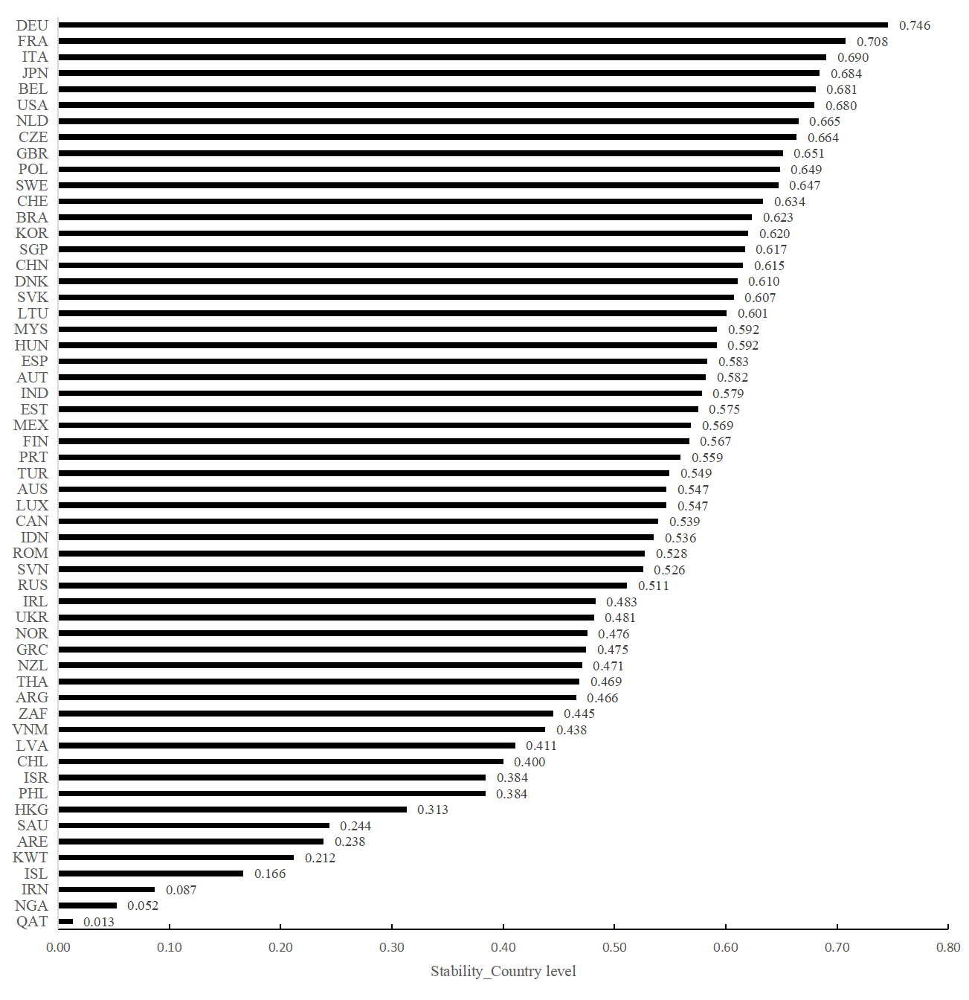 DEU 0.746
FRA 0.708
ITA 0.690
JPN 0.684
BEL 0.681
USA 0.680
NLD 0.665
CZE 0.664
GBR 0.651
POL 0.649
SWE 0.647
CHE 0.634
BRA 0.623
KOR 0.620
SGP 0.617
CHN 0.615
DNK 0.610
SVK 0.607
LTU 0.601
MYS 0.592
HUN 0.592
ESP 0.583
AUT 0.582
IND 0.579
EST 0.575
MEX 0.569
FIN 0.567
PRT 0.559
TUR 0.549
AUS 0.547
LUX 0.547
CAN 0.539
IDN 0.536
ROM 0.528
SVN 0.526
RUS 0.511
IRL 0.483
UKR 0.481
NOR 0.476
GRC 0.475
NZL 0.471
THA 0.469
ARG 0.466
ZAF 0.445
VNM 0.438
LVA 0.411
CHL 0.400
ISR 0.384
PHL 0.384
HKG 0.313
SAU 0.244
ARE 0.238
KWT 0.212
ISL 0.166
IRN 0.087
NGA 0.052
QAT 0.013
0.00 0.10 0.20 0.30 0.40 0.50 0.60 0.70 0.80
Stability_Country level